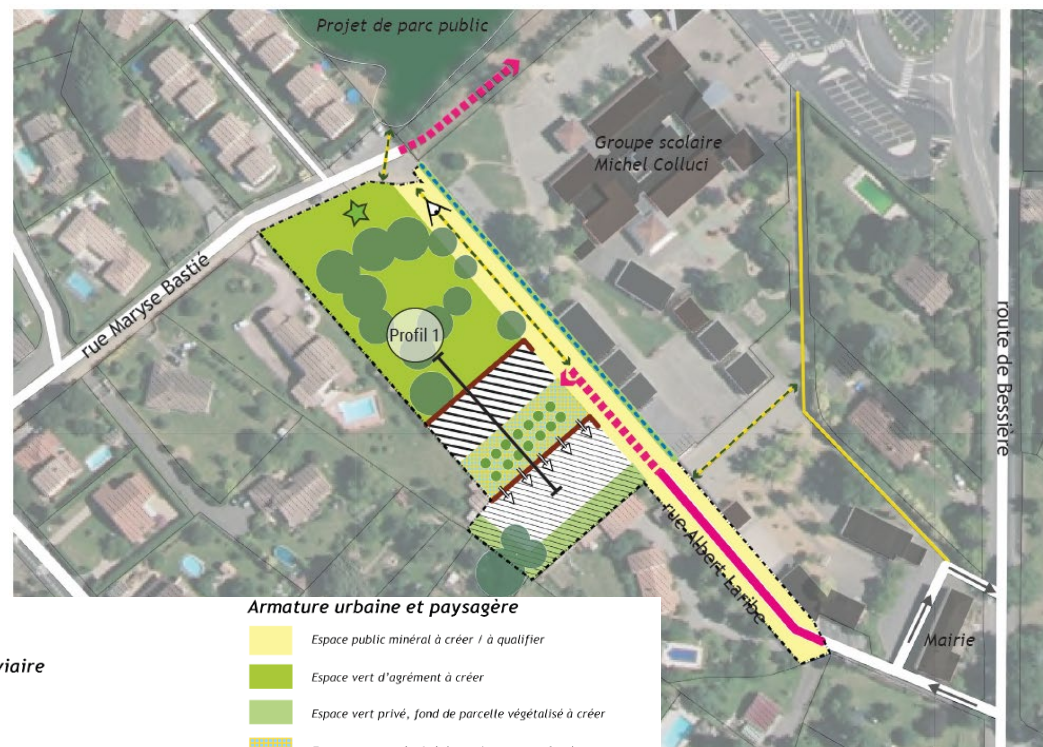 Projet de parc public
Groupe scolaire
Michel Colluci
rue Maryse Bastié
Profil 1
route de Bessière
rue Albert Laribe
Mairie
Armature urbaine et paysagère
Espace public minéral à créer / à qualifier
viaire
Espace vert d'agrément à créer
Espace vert privé, fond de parcelle végétalisé à créer